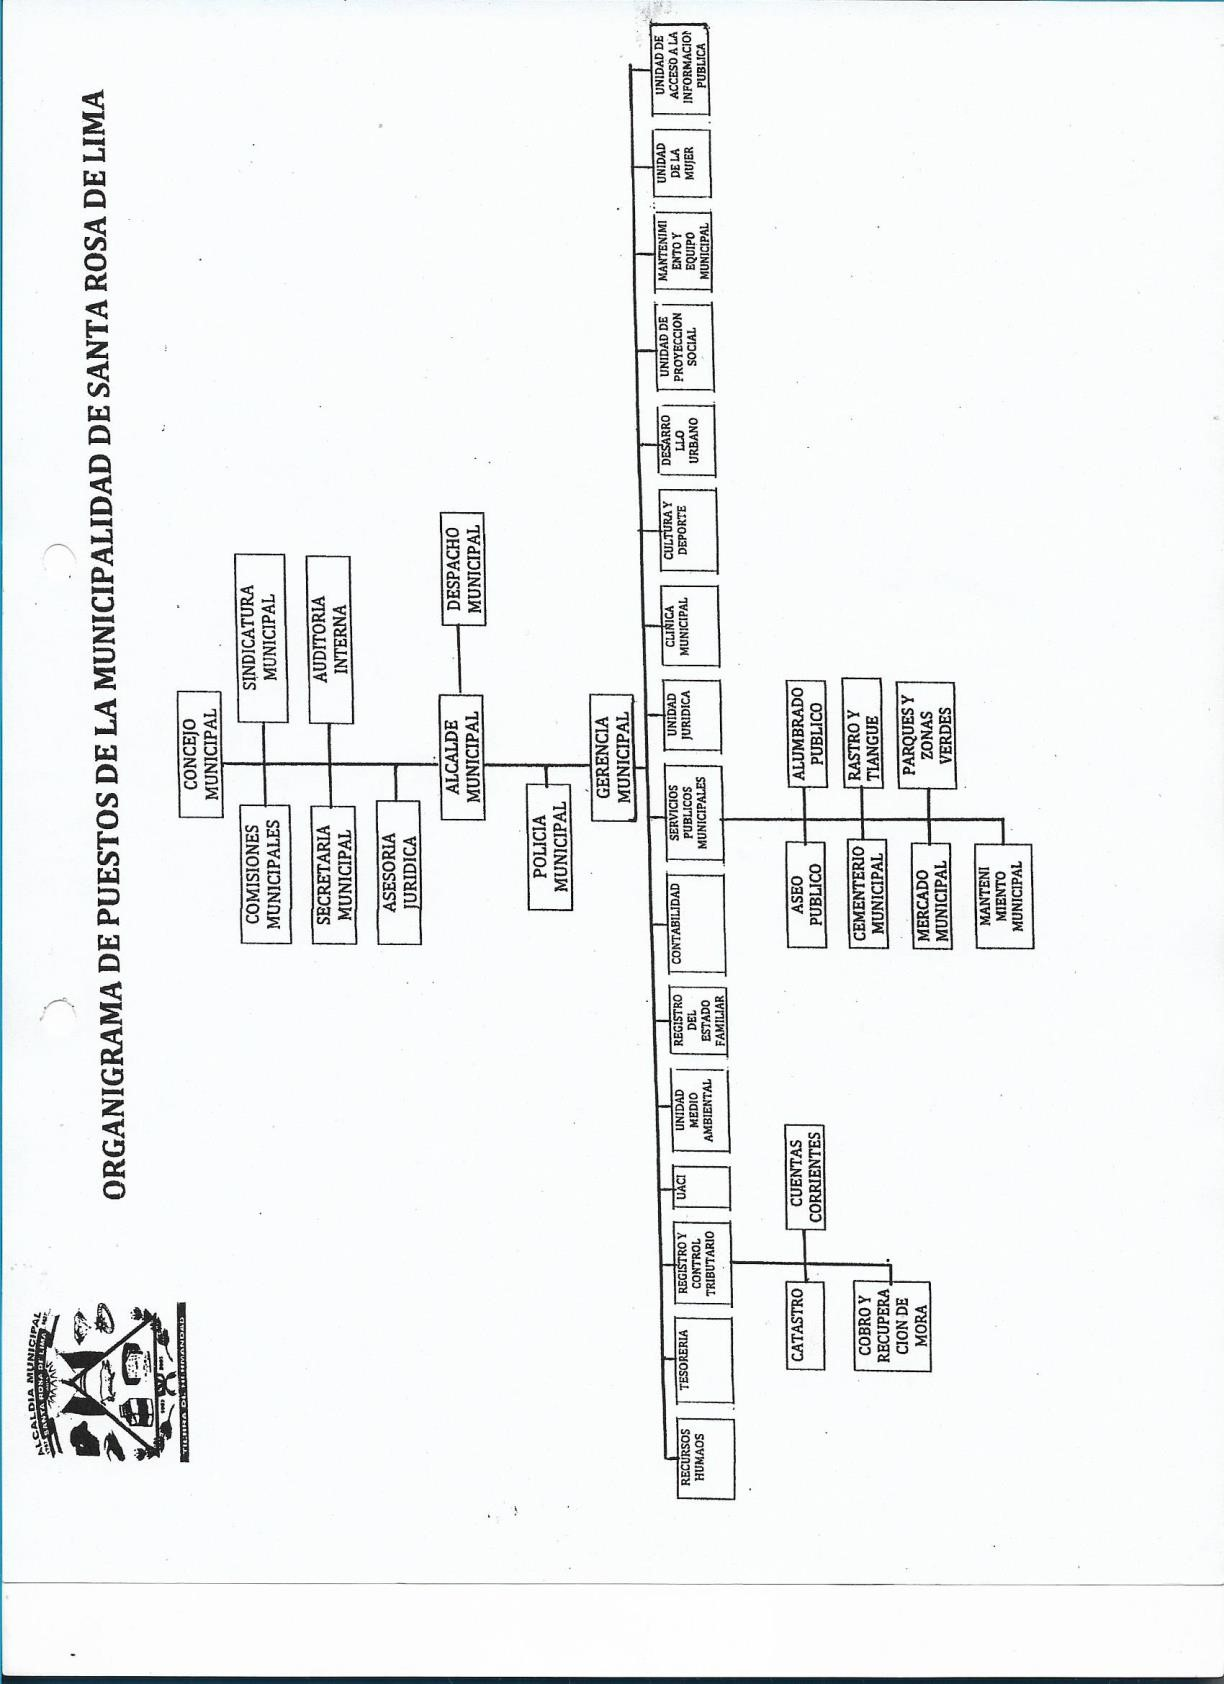 ALCALDIA MUNICIPAL
SANTA ROSA DE LIMA
TIERRA DE HERMANDAD
ORGANIGRAMA DE PUESTOS DE LA MUNICIPALIDAD DE SANTA ROSA DE LIMA
CONCEJO
MUNICIPAL
COMISIONES
MUNICIPALES
SINDICATURA
MUNICIPAL
SECRETARIA
MUNICIPAL
AUDITORIA
INTERNA
ASESORIA
JURIDICA
ALCALDE
MUNICIPAL
DESPACHO
MUNICIPAL
POLICIA
MUNICIPAL
GERENCIA
MUNICIPAL
RECURSOS
HUMAOS
TESORERIA
REGISTRO Y
CONTROL
TRIBUTARIO
UACI
UNIDAD
MEDIO
AMBIENTAL
REGISTRO
DEL
ESTADO
FAMILIAR
CONTABILIDAD
SERVICIOS
PUBLICOS
MUNICIPALES
UNIDAD
JURIDICA
CLINICA
MUNICIPAL
CULTURA Y
DEPORTE
DESARRO
LLO
URBANO
UNIDAD DE
PROYECCION
SOCIAL
MANTENIMI
ENTO Y
EQUIPO
MUNICIPAL
UNIDAD
DE LA
MUJER
UNIDAD DE
ACCESO A LA
INFORMACION
PUBLICA
CATASTRO
CUENTAS
CORRIENTES
COBRO Y
RECUPERA
CION DE
MORA
ASEO
PUBLICO
ALUMBRADO
PUBLICO
CEMENTERIO
MUNICIPAL
RASTRO Y
TIANGUE
MERCADO
MUNICIPAL
PARQUES Y
ZONAS
VERDES
MANTENI
MIENTO
MUNICIPAL